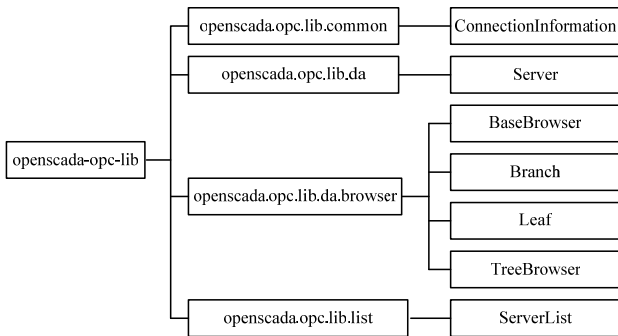 openscada.opc.lib.common
ConnectionInformation
openscada.opc.lib.da
Server
openscada-opc-lib
openscada.opc.lib.da.browser
BaseBrowser
Branch
Leaf
TreeBrowser
openscada.opc.lib.list
ServerList